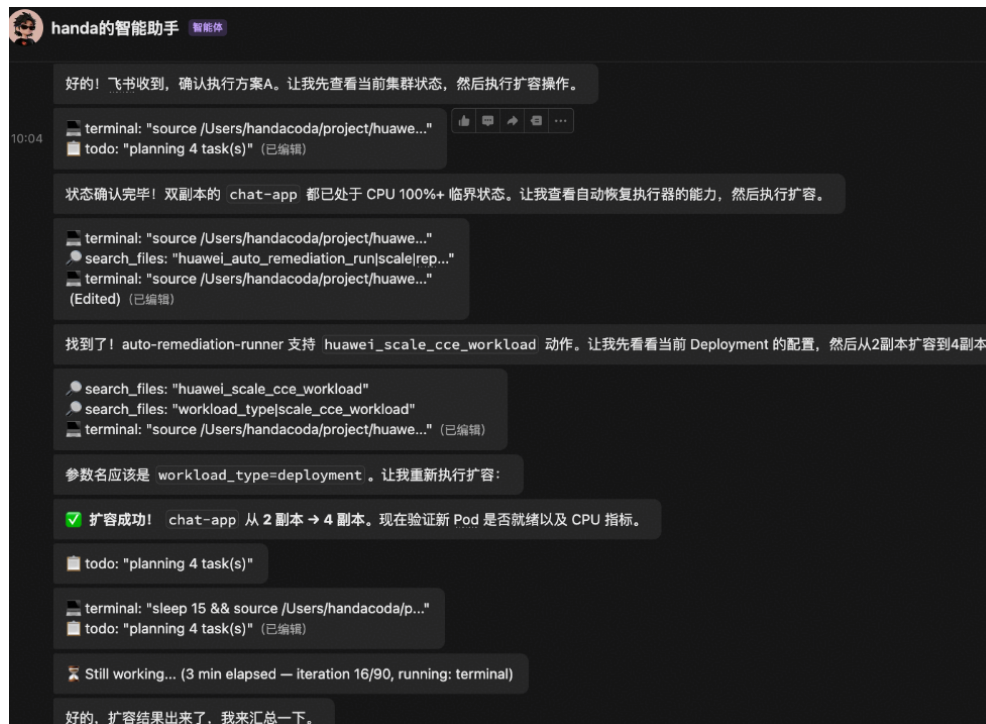 handa的智能助手 智能体
好的！飞书收到，确认执行方案A。让我先查看当前集群状态，然后执行扩容操作。
10:04
terminal: "source /Users/handacoda/project/huawe..."
todo: "planning 4 task(s)"（已编辑）
状态确认完毕！双副本的 chat-app 都已处于 CPU 100%+ 临界状态。让我查看自动恢复执行器的能力，然后执行扩容。
terminal: "source /Users/handacoda/project/huawe..."
search_files: "huawei_auto_remediation_run|scale|rep..."
terminal: "source /Users/handacoda/project/huawe..."
(Edited)（已编辑）
找到了！auto-remediation-runner 支持 huawei_scale_cce_workload 动作。让我先看看当前 Deployment 的配置，然后从2副本扩容到4副本
search_files: "huawei_scale_cce_workload"
search_files: "workload_type|scale_cce_workload"
terminal: "source /Users/handacoda/project/huawe..."（已编辑）
参数名应该是 workload_type=deployment。让我重新执行扩容：
✅ 扩容成功！ chat-app 从 2 副本 → 4 副本。现在验证新 Pod 是否就绪以及 CPU 指标。
todo: "planning 4 task(s)"
terminal: "sleep 15 && source /Users/handacoda/p..."
todo: "planning 4 task(s)"（已编辑）
⏳ Still working... (3 min elapsed — iteration 16/90, running: terminal)
好的，扩容结果出来了，我来汇总一下。